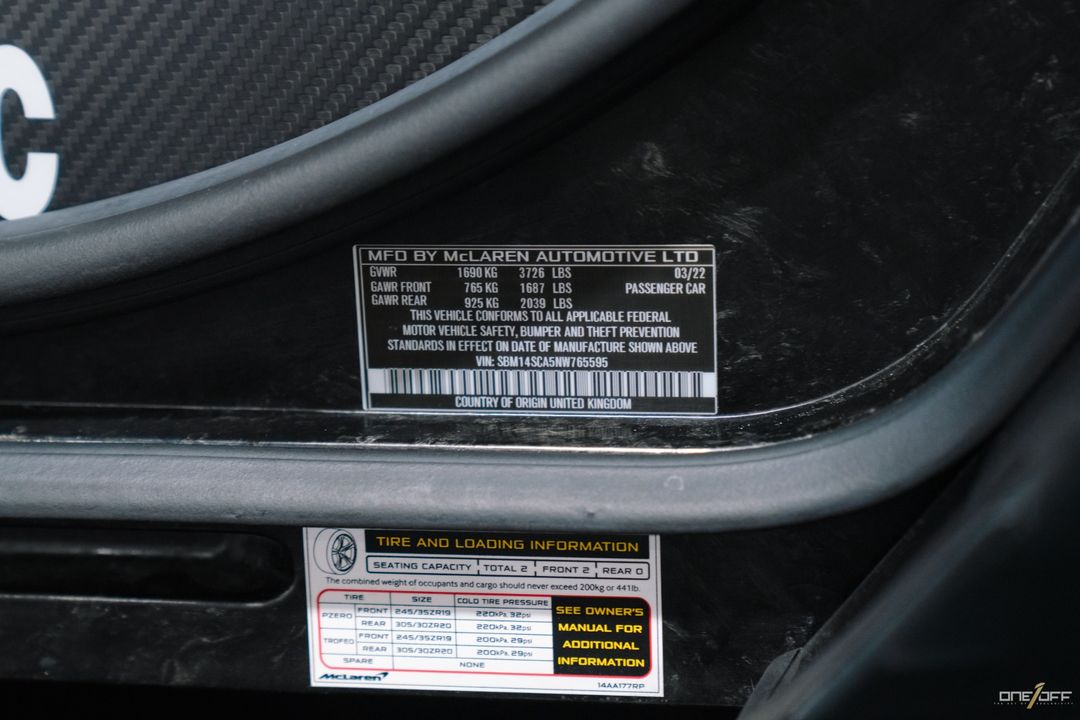 C
MFD BY McLAREN AUTOMOTIVE LTD
GVWR 1690 KG 3726 LBS 03/22
GAWR FRONT 765 KG 1687 LBS PASSENGER CAR
GAWR REAR 925 KG 2039 LBS
THIS VEHICLE CONFORMS TO ALL APPLICABLE FEDERAL
MOTOR VEHICLE SAFETY, BUMPER AND THEFT PREVENTION
STANDARDS IN EFFECT ON DATE OF MANUFACTURE SHOWN ABOVE
VIN: SBM14SCA5NW765595
COUNTRY OF ORIGIN UNITED KINGDOM
TIRE AND LOADING INFORMATION
SEATING CAPACITY TOTAL 2 FRONT 2 REAR 0
The combined weight of occupants and cargo should never exceed 200kg or 441lb.
TIRE SIZE COLD TIRE PRESSURE
PZERO FRONT 245/35ZR19 220kPa, 32psi
REAR 305/30ZR20 220kPa, 32psi
TROFEO FRONT 245/35ZR19 200kPa, 29psi
REAR 305/30ZR20 200kPa, 29psi
SPARE NONE
SEE OWNER'S
MANUAL FOR
ADDITIONAL
INFORMATION
McLaren
14AA177RP
ONE/OFF